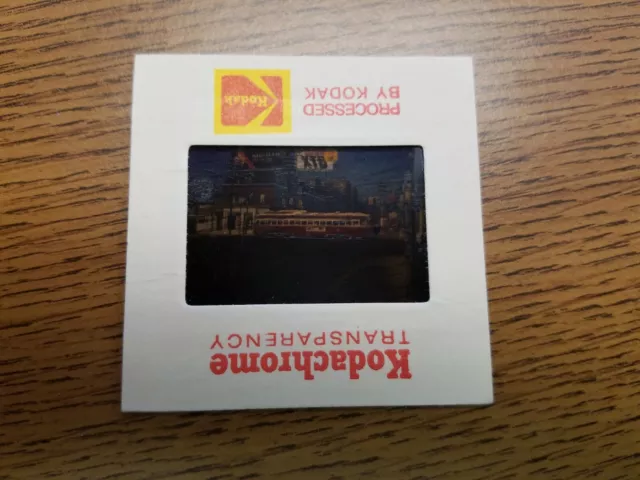 Kodachrome
TRANSPARENCY
PROCESSED
BY KODAK
Kodak